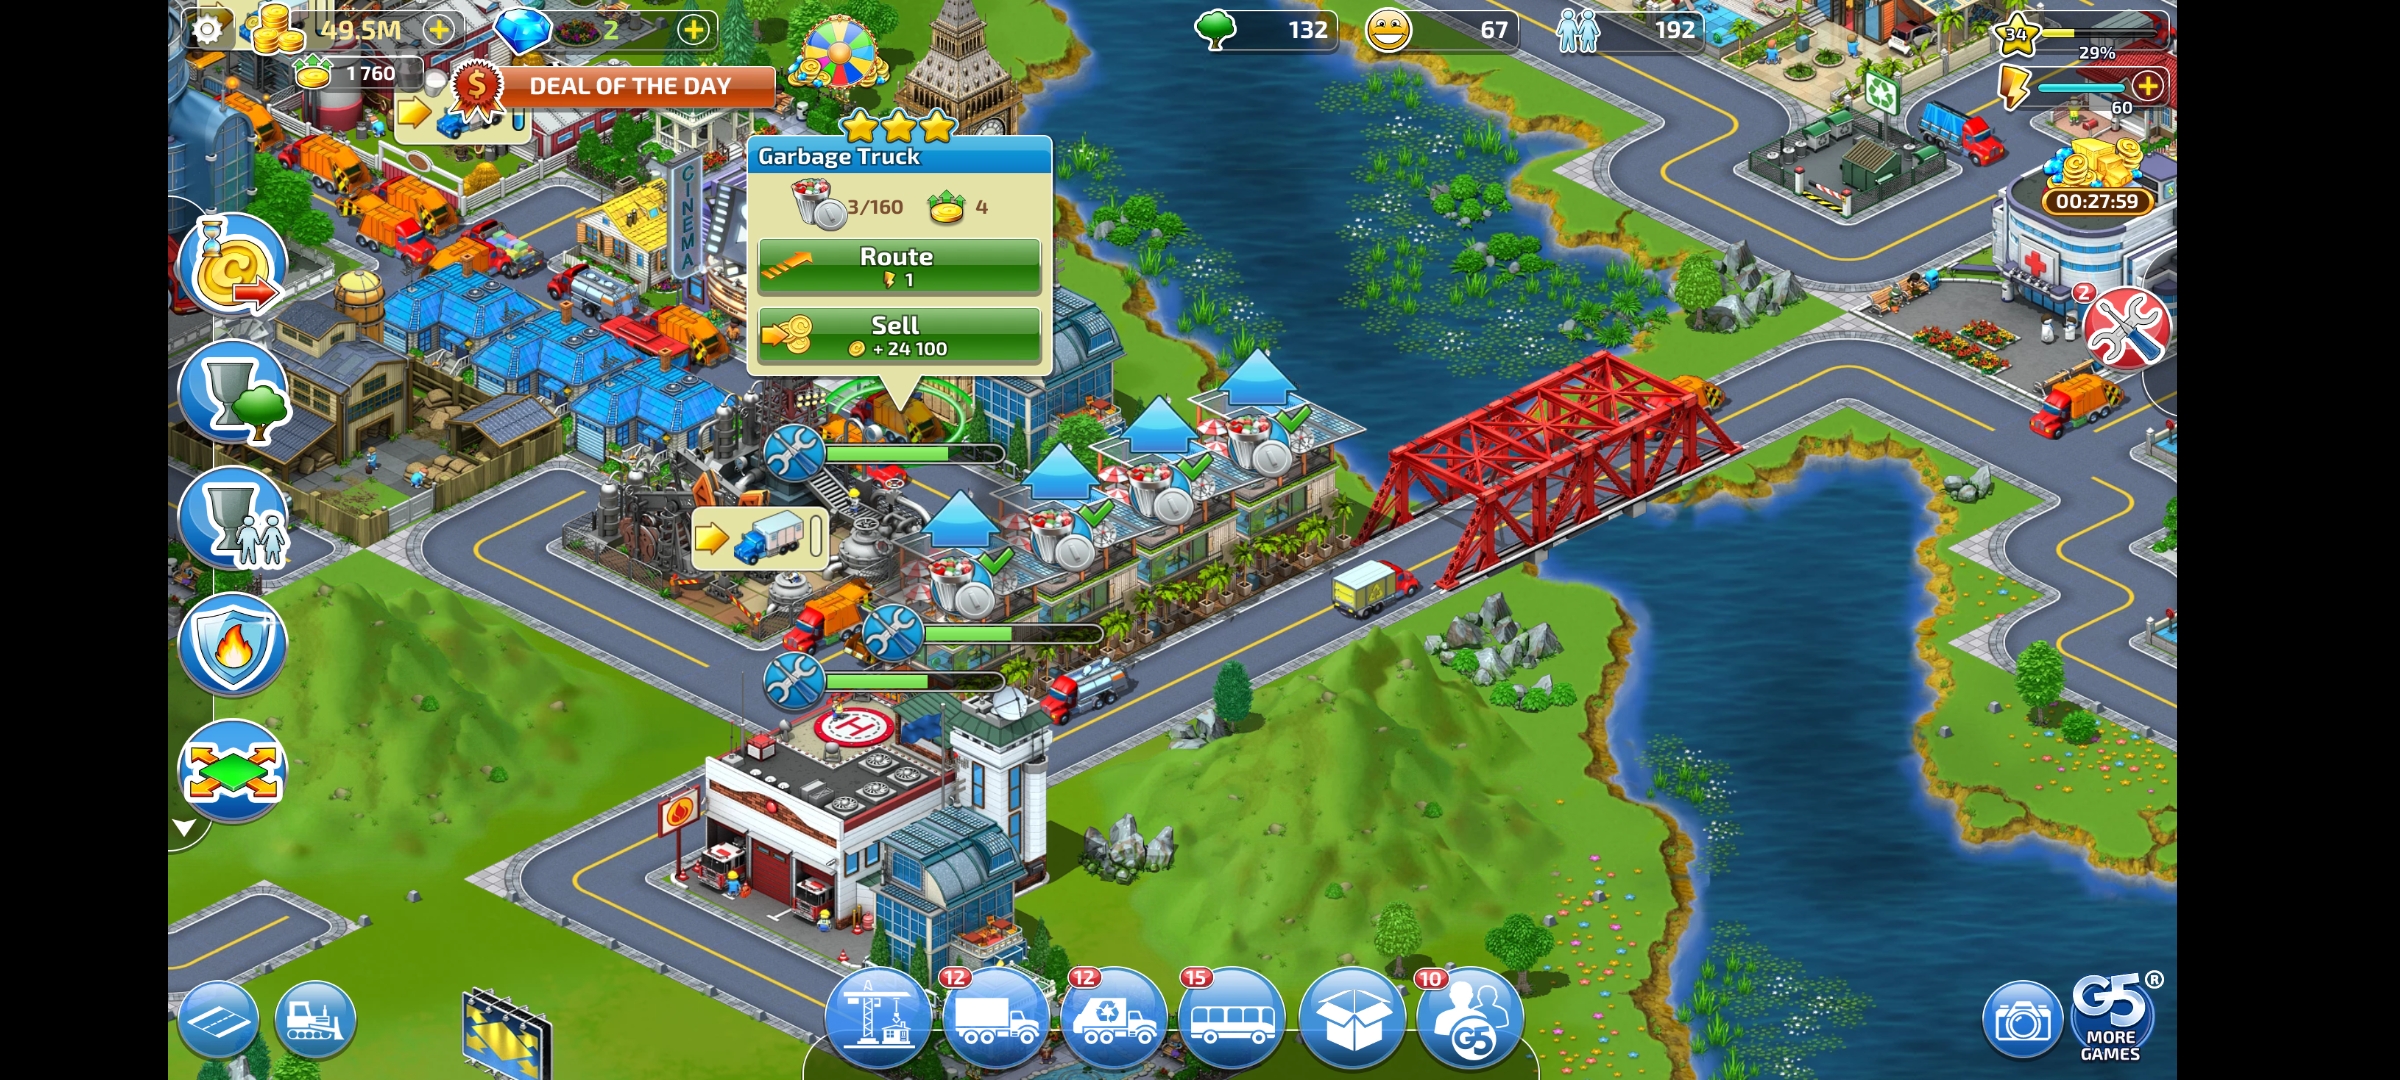 49.5M
2
132
67
192
34
29%
1 760
DEAL OF THE DAY
60
Garbage Truck
3/160
4
00:27:59
CINEMA
Route
1
Sell
+ 24 100
2
H
12
12
15
10
G5
G5®
MORE
GAMES